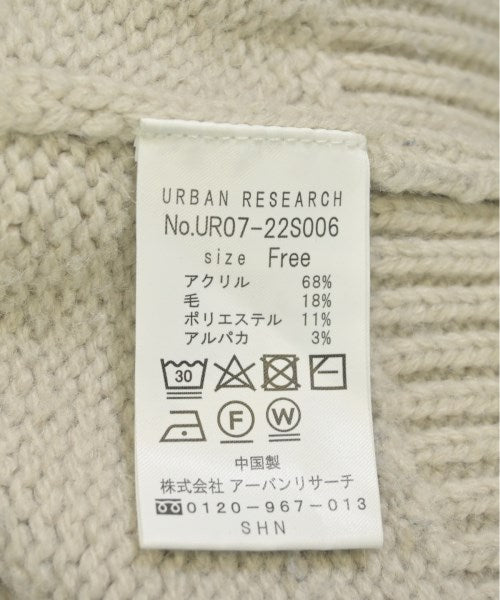 URBAN RESEARCH
No.UR07-22S006
size Free
アクリル 68%
毛 18%
ポリエステル 11%
アルパカ 3%
30
F W
中国製
株式会社 アーバンリサーチ
0120-967-013
SHN